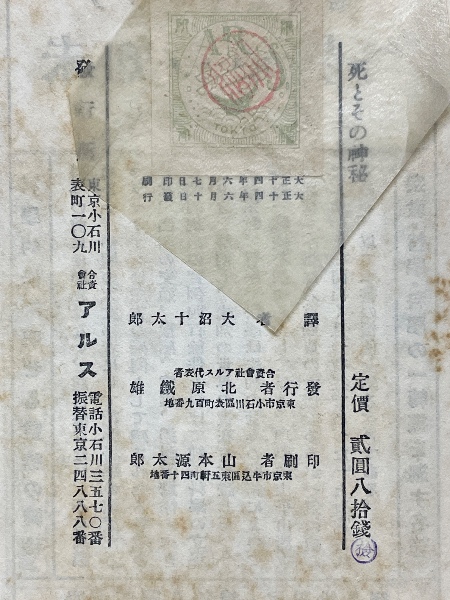 死とその神秘
定價 貳圓八拾錢
TOKYO
大正十四年六月七日印刷
大正十四年六月十日發行
譯者 大沼十太郎
合資會社アルス代表者
發行者 北原鐵雄
東京市小石川區表町百九番地
印刷者 山本源太郎
東京市牛込區東五軒町四十番地
發
東京小石川
表町一〇九
合資
會社
アルス
電話小石川三五七〇番
振替東京二四八八八番